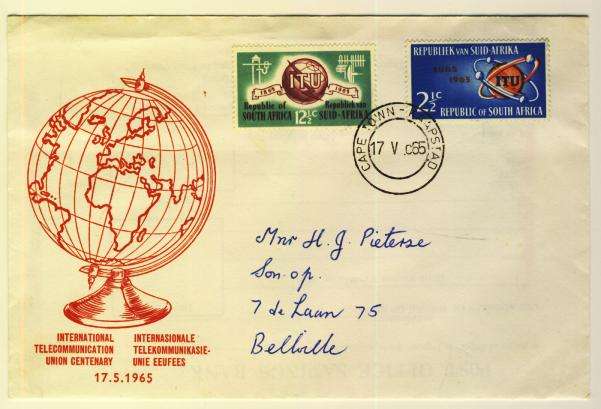 1865 ITU 1965
Republic of Republiek van
SOUTH AFRICA SUID-AFRIKA
12½c
REPUBLIEK VAN SUID-AFRIKA
1865
1965
ITU
2½c
REPUBLIC OF SOUTH AFRICA
CAPE TOWN - KAAPSTAD
17 V 65
Mnr H. J. Pieterse
Son-op.
7 de Laan 75
Bellville
INTERNATIONAL INTERNASIONALE
TELECOMMUNICATION TELEKOMMUNIKASIE-
UNION CENTENARY UNIE EEUFEES
17.5.1965